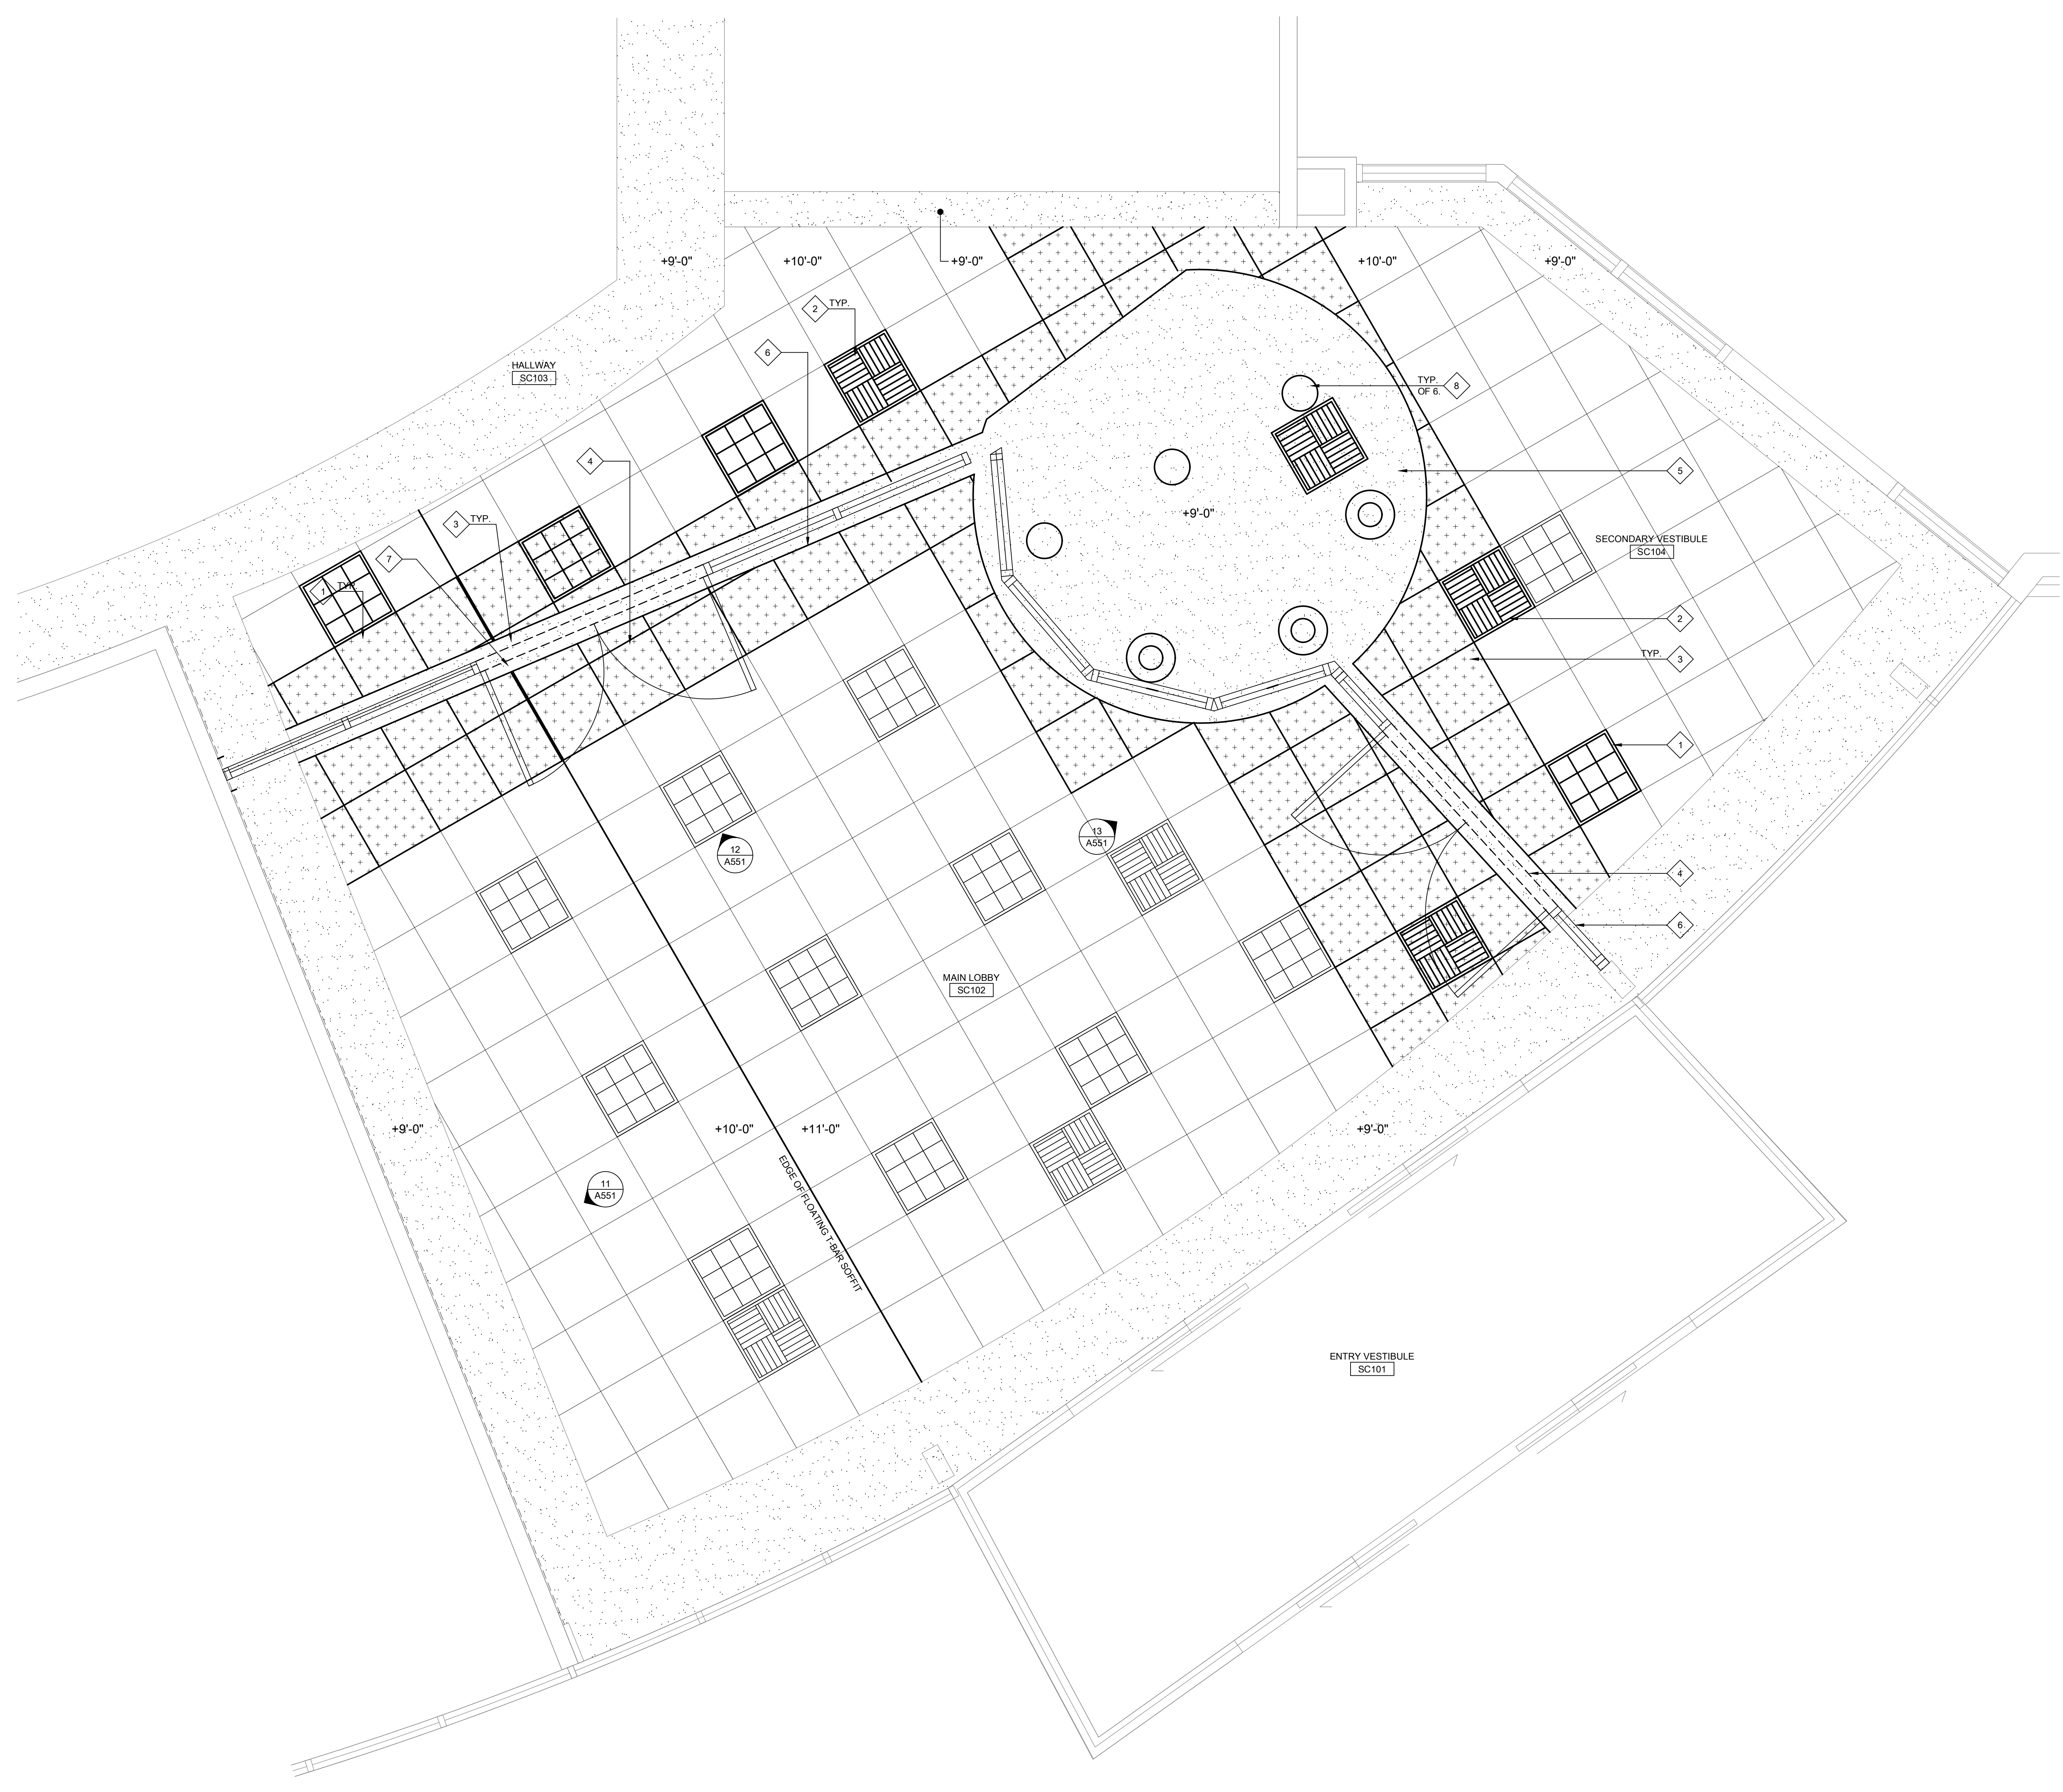 +9'-0"
+10'-0"
+9'-0"
+10'-0"
+9'-0"
2
TYP.
6
HALLWAY
SC103
TYP.
OF 6.
8
4
5
3
TYP.
+9'-0"
SECONDARY VESTIBULE
SC104
7
1
TYP.
2
TYP.
3
1
13
A551
12
A551
4
6
MAIN LOBBY
SC102
+9'-0"
+10'-0"
+11'-0"
+9'-0"
EDGE OF FLOATING T-BAR SOFFIT
11
A551
ENTRY VESTIBULE
SC101